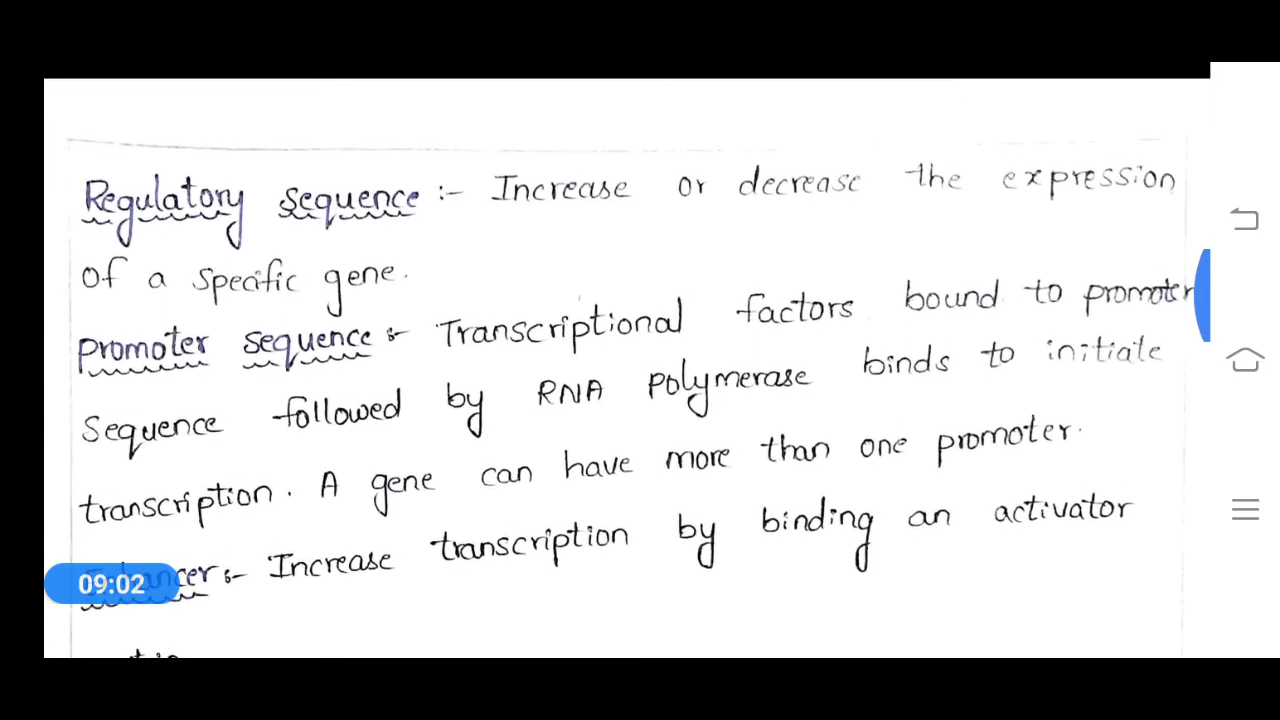 Regulatory sequence :- Increase or decrease the expression
of a specific gene.
Promoter sequence :- Transcriptional factors bound to promoter
sequence followed by RNA polymerase binds to initiate
transcription. A gene can have more than one promoter.
:- Increase transcription by binding an activator
09:02